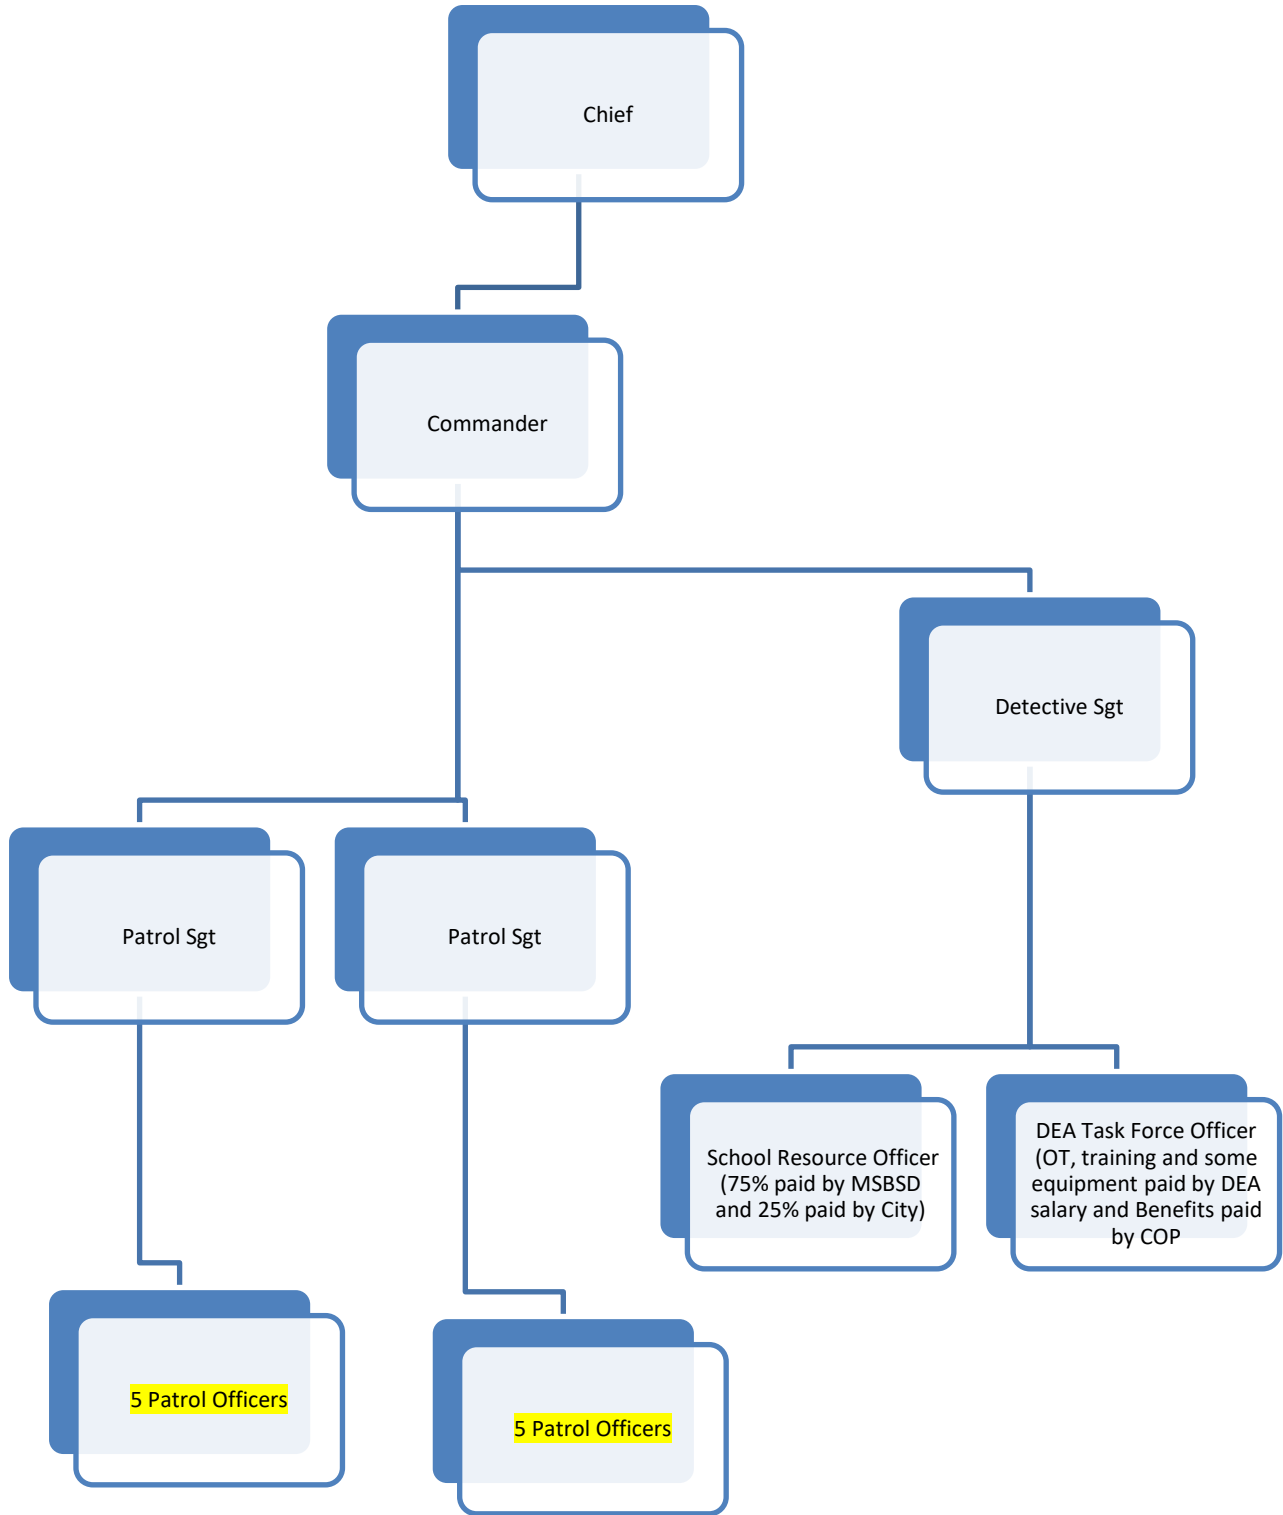 Chief
Commander
Detective Sgt
Patrol Sgt
Patrol Sgt
School Resource Officer
(75% paid by MSBSD
and 25% paid by City)
DEA Task Force Officer
(OT, training and some
equipment paid by DEA
salary and Benefits paid
by COP
5 Patrol Officers
5 Patrol Officers